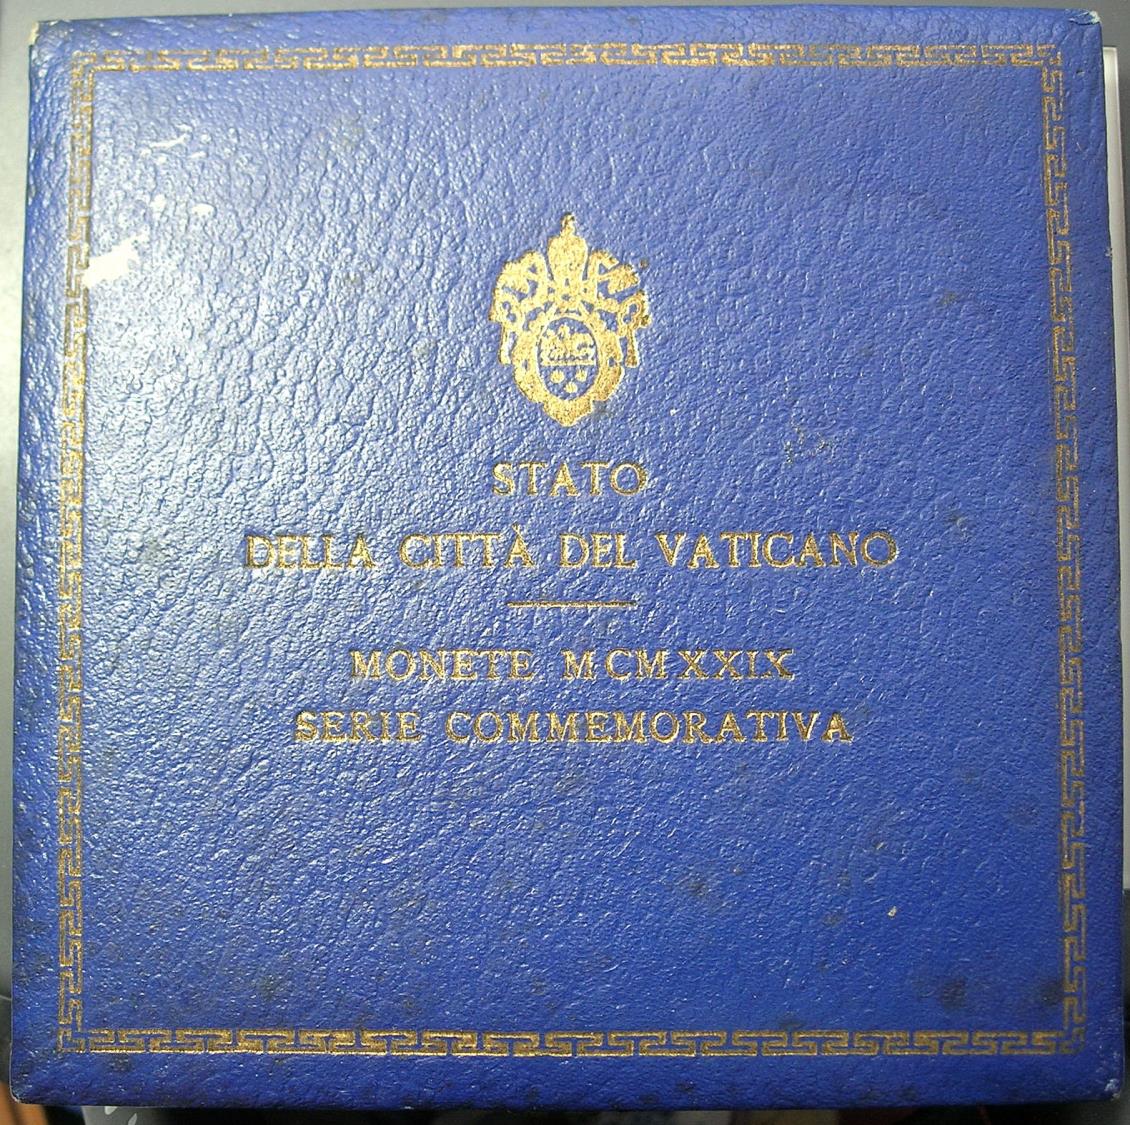 STATO
DELLA CITTÀ DEL VATICANO
MONETE MCMXXIX
SERIE COMMEMORATIVA